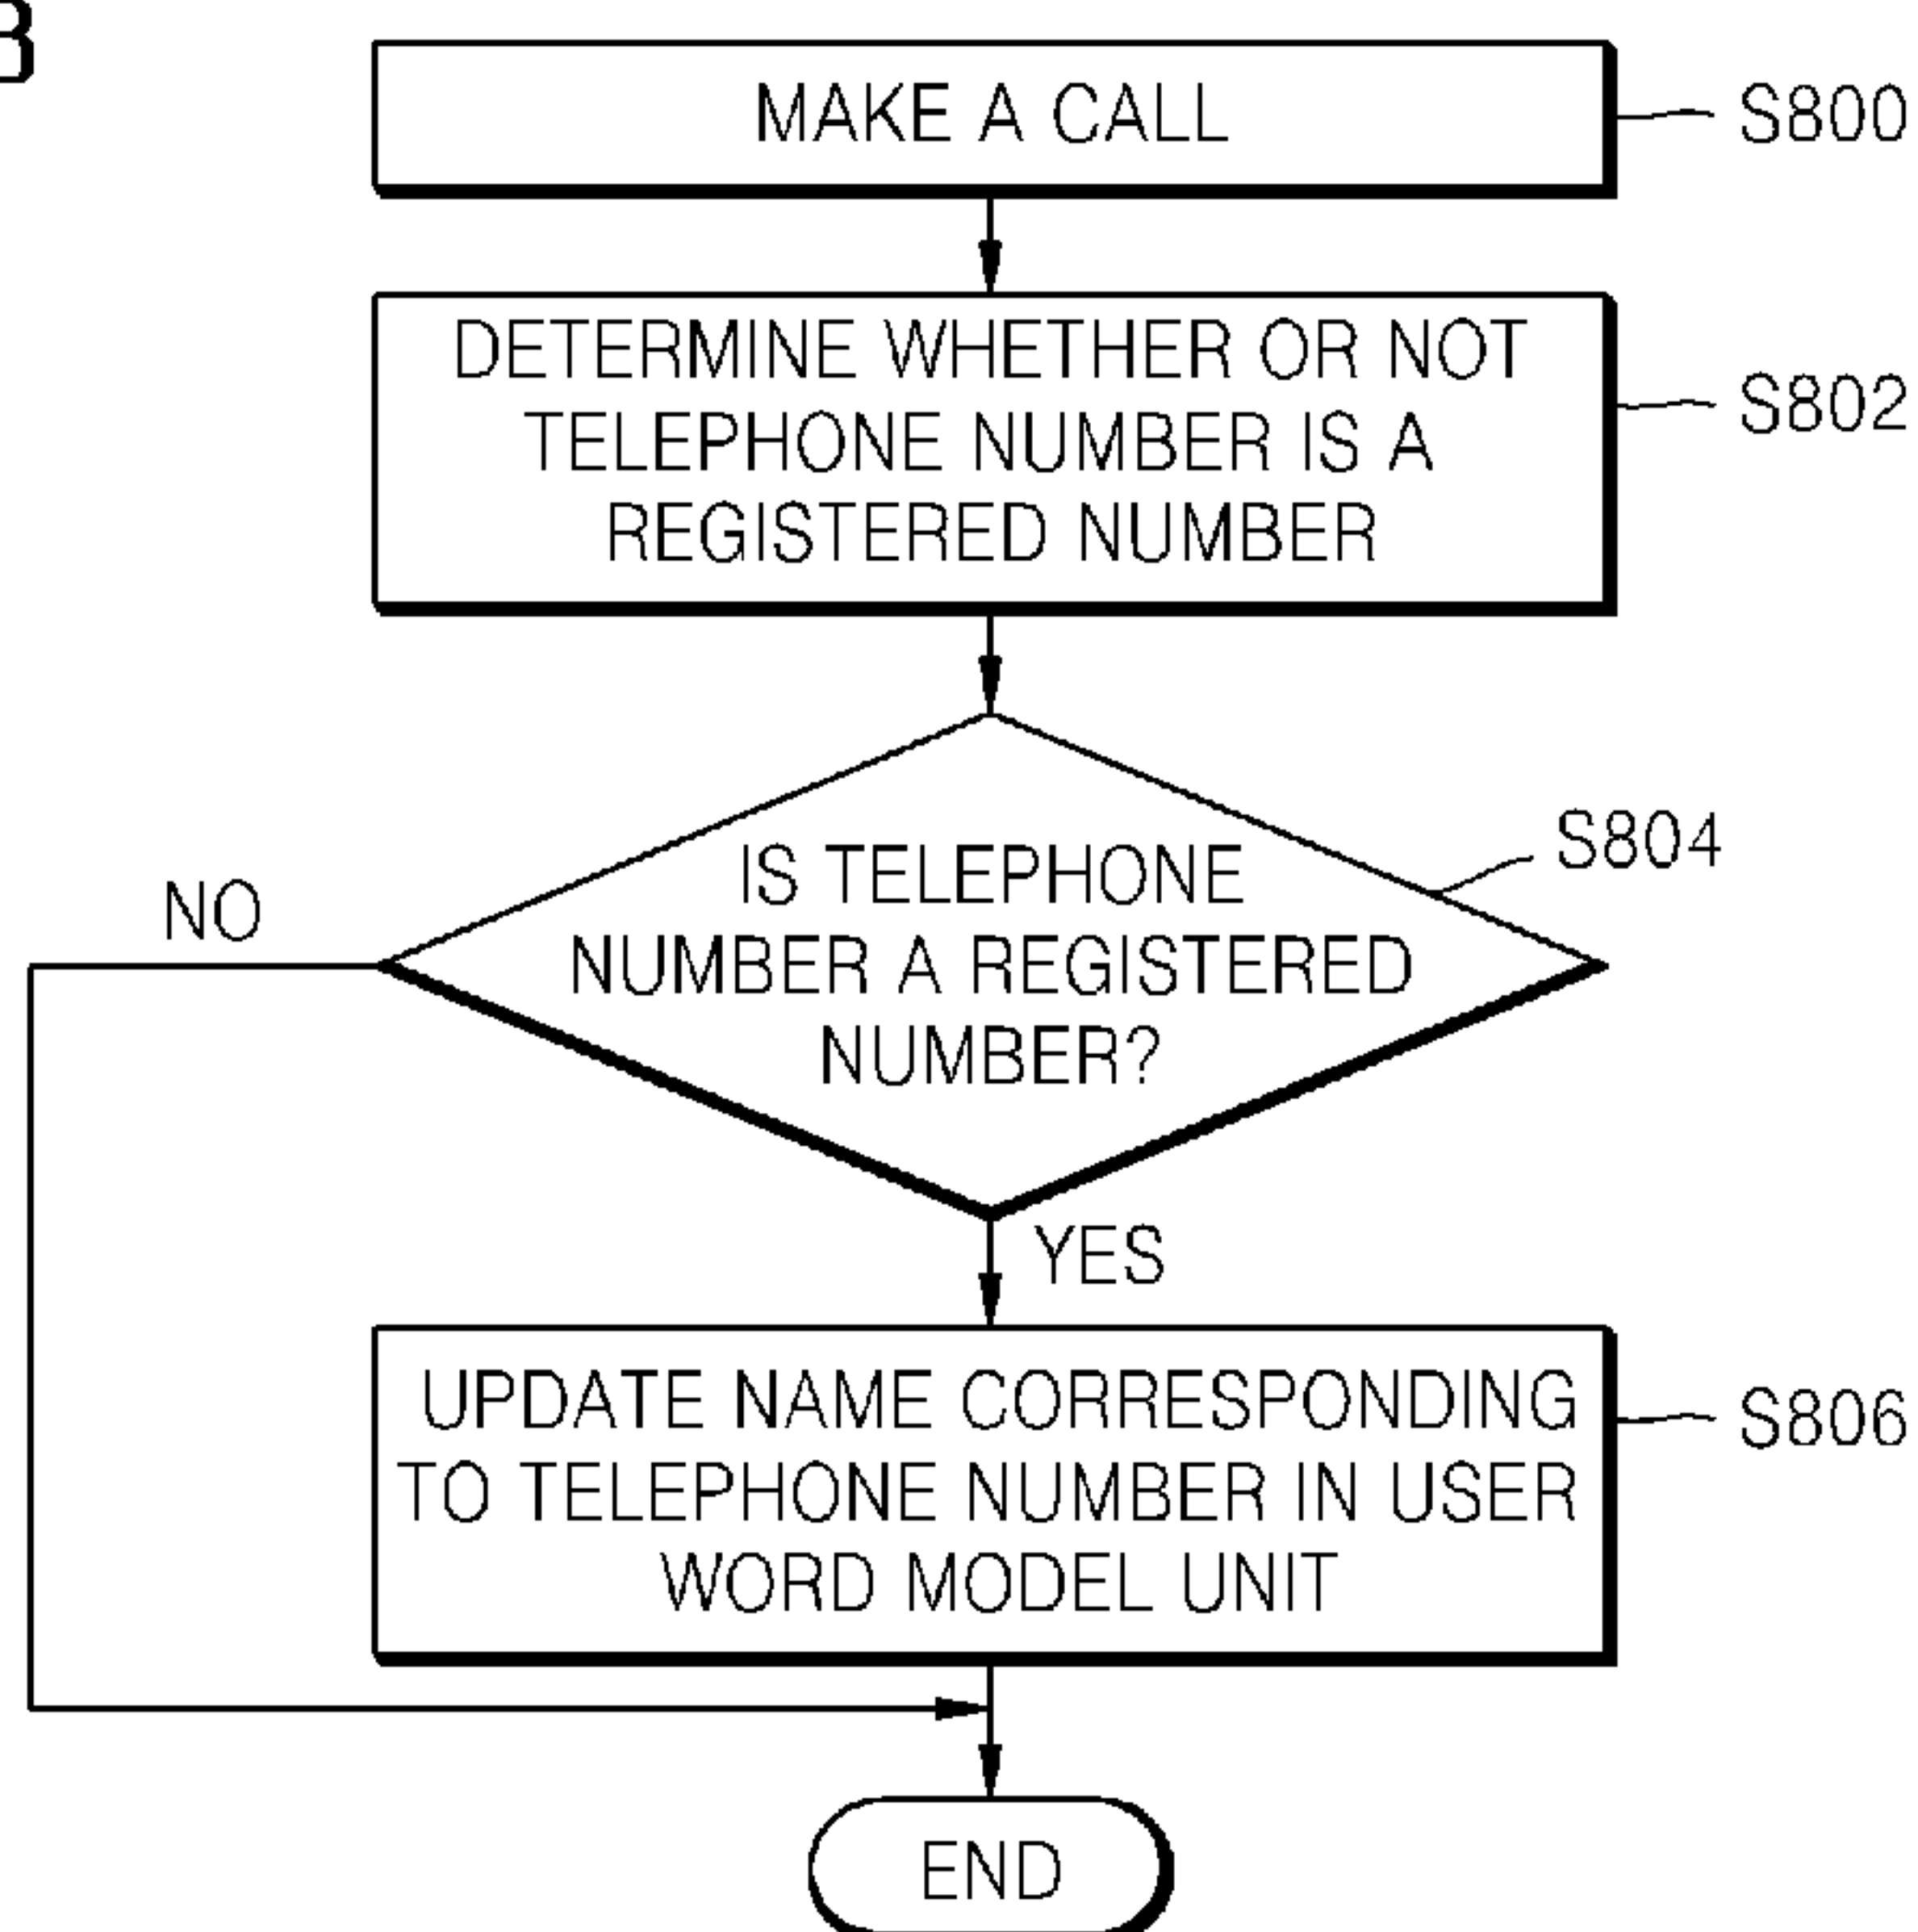 MAKE A CALL
S800
DETERMINE WHETHER OR NOT
TELEPHONE NUMBER IS A
REGISTERED NUMBER
S802
IS TELEPHONE
NUMBER A REGISTERED
NUMBER?
S804
NO
YES
UPDATE NAME CORRESPONDING
TO TELEPHONE NUMBER IN USER
WORD MODEL UNIT
S806
END